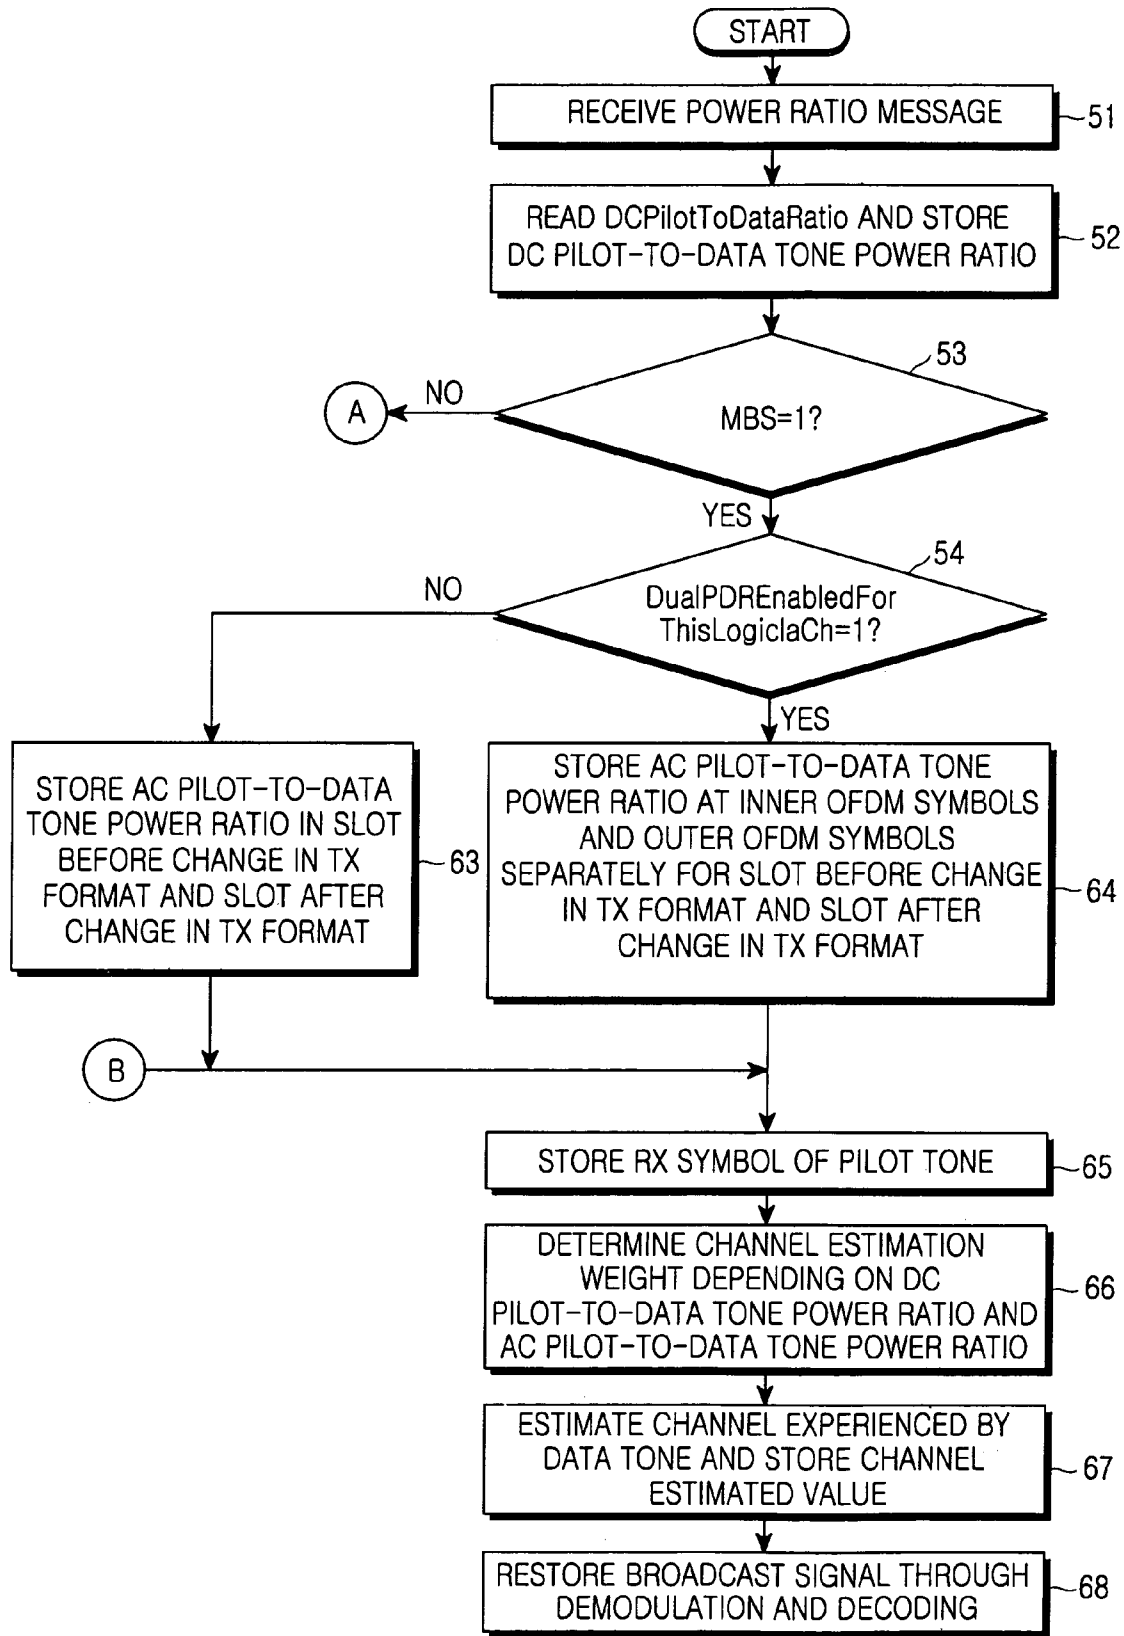 START
RECEIVE POWER RATIO MESSAGE
51
READ DCPilotToDataRatio AND STORE
DC PILOT-TO-DATA TONE POWER RATIO
52
53
MBS=1?
NO
A
YES
54
DualPDREnabledFor
ThisLogiclaCh=1?
NO
YES
STORE AC PILOT-TO-DATA
TONE POWER RATIO IN SLOT
BEFORE CHANGE IN TX
FORMAT AND SLOT AFTER
CHANGE IN TX FORMAT
63
STORE AC PILOT-TO-DATA TONE
POWER RATIO AT INNER OFDM SYMBOLS
AND OUTER OFDM SYMBOLS
SEPARATELY FOR SLOT BEFORE CHANGE
IN TX FORMAT AND SLOT AFTER
CHANGE IN TX FORMAT
64
B
STORE RX SYMBOL OF PILOT TONE
65
DETERMINE CHANNEL ESTIMATION
WEIGHT DEPENDING ON DC
PILOT-TO-DATA TONE POWER RATIO AND
AC PILOT-TO-DATA TONE POWER RATIO
66
ESTIMATE CHANNEL EXPERIENCED BY
DATA TONE AND STORE CHANNEL
ESTIMATED VALUE
67
RESTORE BROADCAST SIGNAL THROUGH
DEMODULATION AND DECODING
68